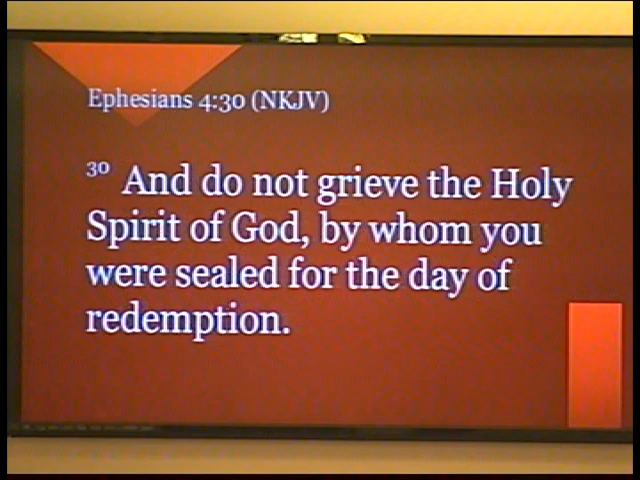 Ephesians 4:30 (NKJV)
30 And do not grieve the Holy
Spirit of God, by whom you
were sealed for the day of
redemption.